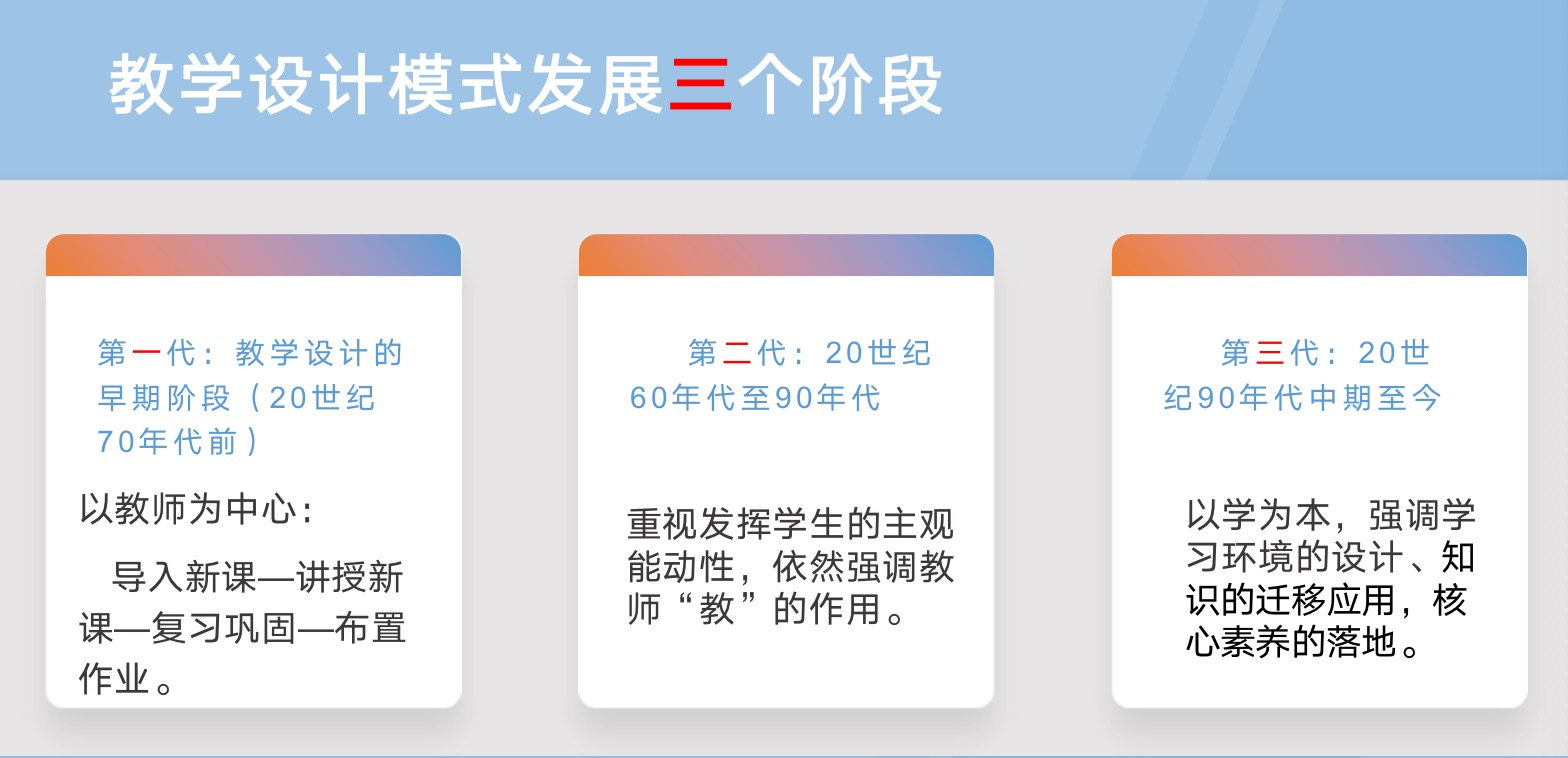 教学设计模式发展三个阶段
第一代：教学设计的
早期阶段（20世纪
70年代前）
以教师为中心：
导入新课—讲授新
课—复习巩固—布置
作业。
第二代：20世纪
60年代至90年代
重视发挥学生的主观
能动性，依然强调教
师“教”的作用。
第三代：20世
纪90年代中期至今
以学为本，强调学
习环境的设计、知
识的迁移应用，核
心素养的落地。